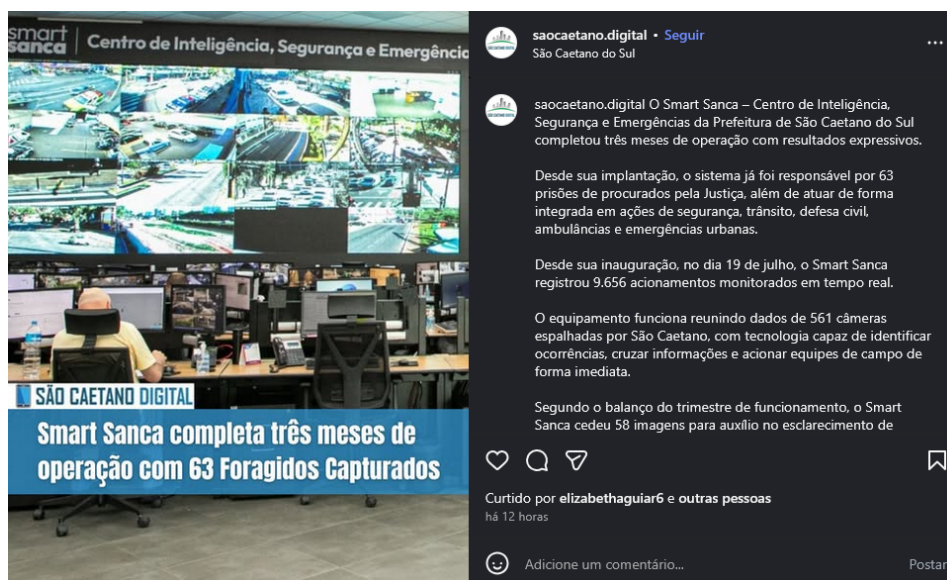 smart
sanca
Centro de Inteligência, Segurança e Emergência
SÃO CAETANO DIGITAL
Smart Sanca completa três meses de
operação com 63 Foragidos Capturados
saocaetano.digital • Seguir
São Caetano do Sul
saocaetano.digital O Smart Sanca – Centro de Inteligência,
Segurança e Emergências da Prefeitura de São Caetano do Sul
completou três meses de operação com resultados expressivos.
Desde sua implantação, o sistema já foi responsável por 63
prisões de procurados pela Justiça, além de atuar de forma
integrada em ações de segurança, trânsito, defesa civil,
ambulâncias e emergências urbanas.
Desde sua inauguração, no dia 19 de julho, o Smart Sanca
registrou 9.656 acionamentos monitorados em tempo real.
O equipamento funciona reunindo dados de 561 câmeras
espalhadas por São Caetano, com tecnologia capaz de identificar
ocorrências, cruzar informações e acionar equipes de campo de
forma imediata.
Segundo o balanço do trimestre de funcionamento, o Smart
Sanca cedeu 58 imagens para auxílio no esclarecimento de
Curtido por elizabethaguiar6 e outras pessoas
há 12 horas
Adicione um comentário...
Postar